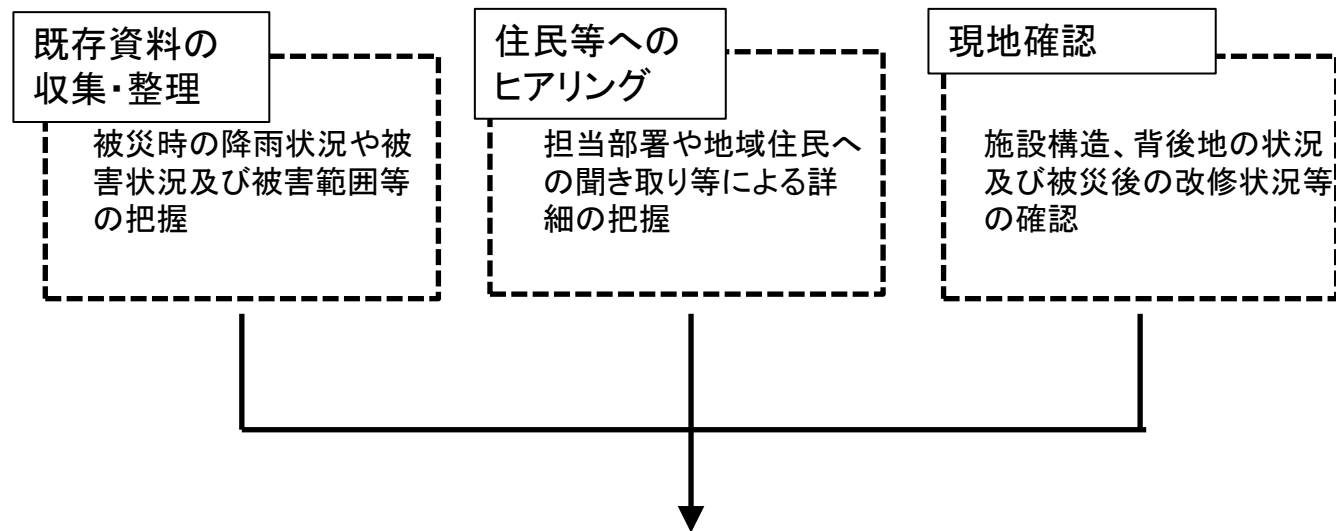 既存資料の
収集・整理
被災時の降雨状況や被
害状況及び被害範囲等
の把握
住民等への
ヒアリング
担当部署や地域住民へ
の聞き取り等による詳
細の把握
現地確認
施設構造、背後地の状況
及び被災後の改修状況等
の確認